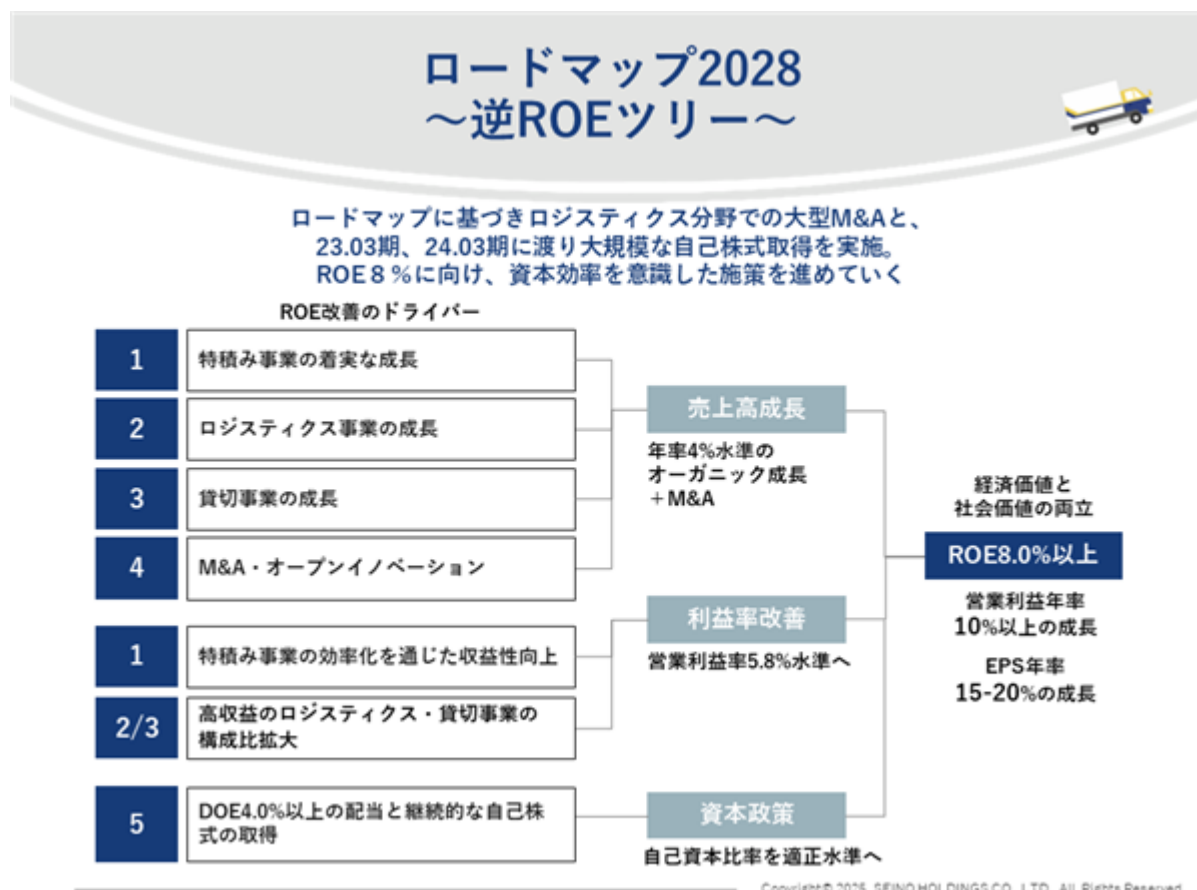 ロードマップ2028
～逆ROEツリー～
ロードマップに基づきロジスティクス分野での大型M&Aと、
23.03期、24.03期に渡り大規模な自己株式取得を実施。
ROE８%に向け、資本効率を意識した施策を進めていく
ROE改善のドライバー
1
特積み事業の着実な成長
2
ロジスティクス事業の成長
3
貸切事業の成長
4
M&A・オープンイノベーション
売上高成長
年率4%水準の
オーガニック成長
＋M&A
1
特積み事業の効率化を通じた収益性向上
2/3
高収益のロジスティクス・貸切事業の
構成比拡大
利益率改善
営業利益率5.8%水準へ
5
DOE4.0%以上の配当と継続的な自己株
式の取得
資本政策
自己資本比率を適正水準へ
経済価値と
社会価値の両立
ROE8.0%以上
営業利益年率
10%以上の成長
EPS年率
15-20%の成長
Copyright© 2025 SEINO HOLDINGS CO., LTD. All Rights Reserved